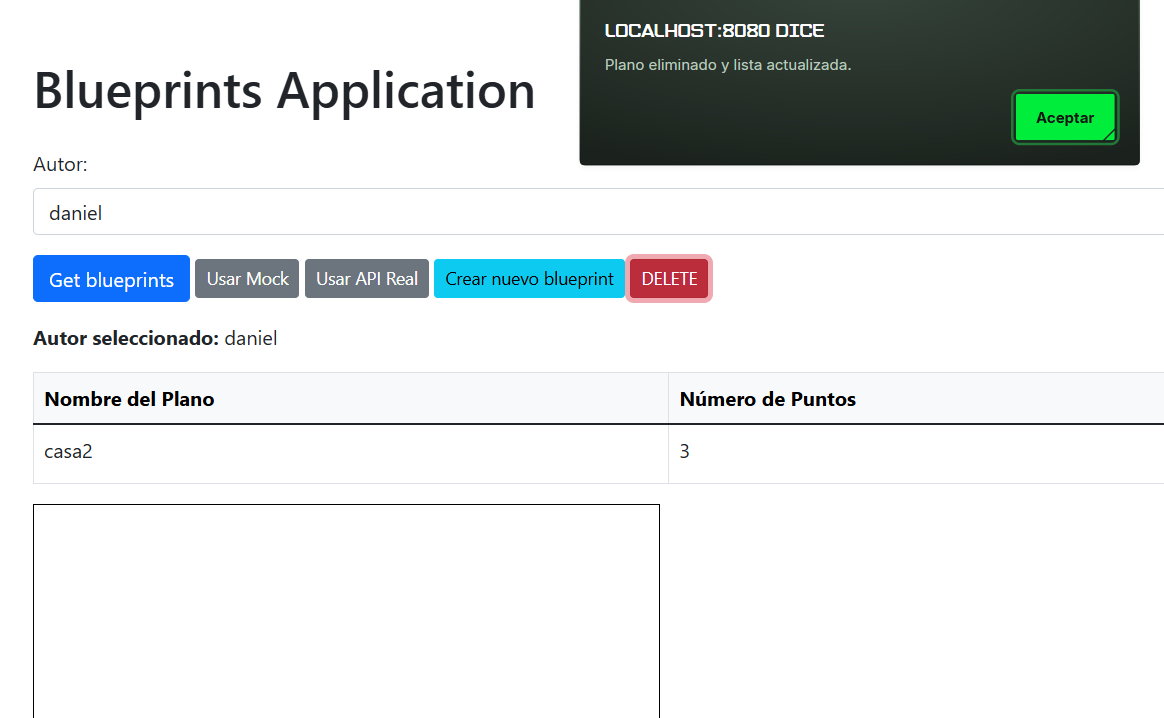 LOCALHOST:8080 DICE
Plano eliminado y lista actualizada.
Aceptar
Blueprints Application
Autor:
daniel
Get blueprints Usar Mock Usar API Real Crear nuevo blueprint DELETE
Autor seleccionado: daniel
Nombre del Plano Número de Puntos
casa2 3